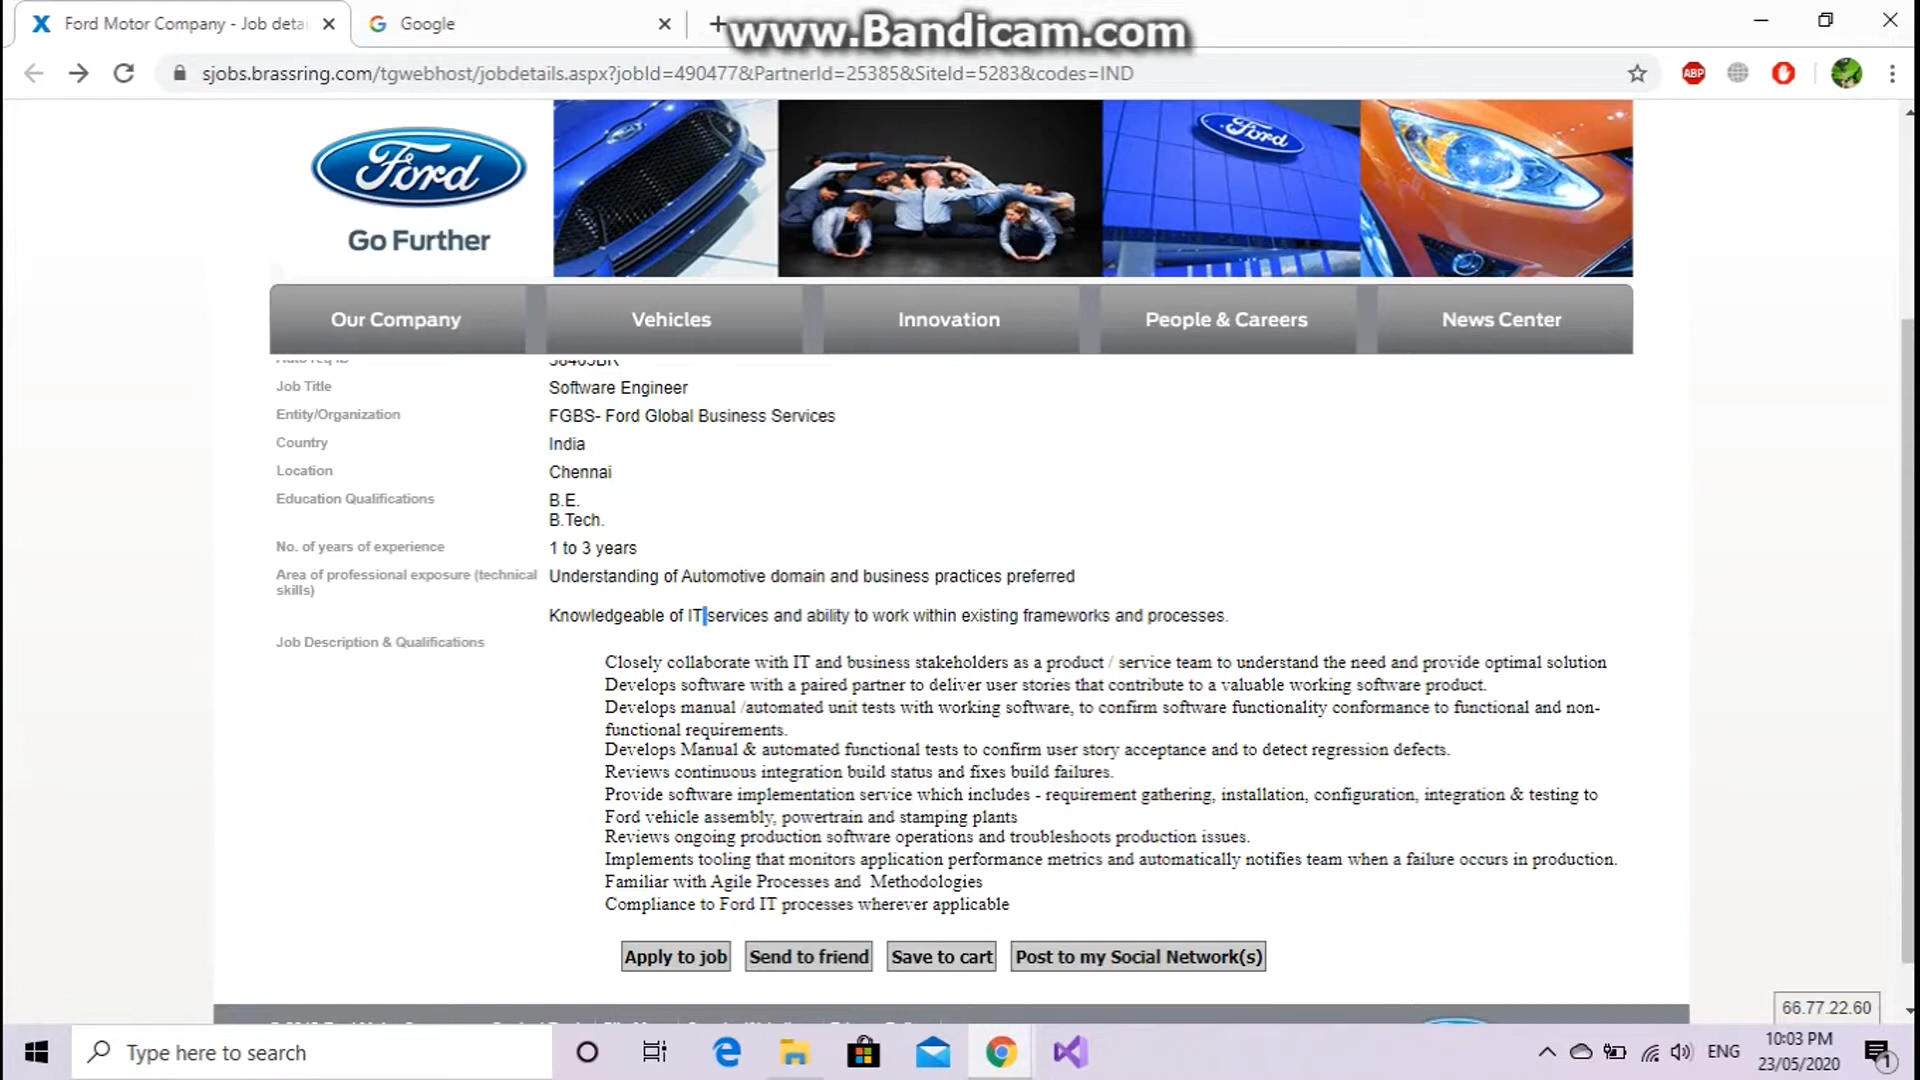 Ford Motor Company - Job deta
Google
www.Bandicam.com
sjobs.brassring.com/tgwebhost/jobdetails.aspx?jobId=490477&PartnerId=25385&SiteId=5283&codes=IND
ABP
Ford
Go Further
Ford
Our Company
Vehicles
Innovation
People & Careers
News Center
Job Title
Software Engineer
Entity/Organization
FGBS- Ford Global Business Services
Country
India
Location
Chennai
Education Qualifications
B.E.
B.Tech.
No. of years of experience
1 to 3 years
Area of professional exposure (technical
skills)
Understanding of Automotive domain and business practices preferred
Knowledgeable of IT services and ability to work within existing frameworks and processes.
Job Description & Qualifications
Closely collaborate with IT and business stakeholders as a product / service team to understand the need and provide optimal solution
Develops software with a paired partner to deliver user stories that contribute to a valuable working software product.
Develops manual /automated unit tests with working software, to confirm software functionality conformance to functional and non-
functional requirements.
Develops Manual & automated functional tests to confirm user story acceptance and to detect regression defects.
Reviews continuous integration build status and fixes build failures.
Provide software implementation service which includes - requirement gathering, installation, configuration, integration & testing to
Ford vehicle assembly, powertrain and stamping plants
Reviews ongoing production software operations and troubleshoots production issues.
Implements tooling that monitors application performance metrics and automatically notifies team when a failure occurs in production.
Familiar with Agile Processes and Methodologies
Compliance to Ford IT processes wherever applicable
Apply to job
Send to friend
Save to cart
Post to my Social Network(s)
66.77.22.60
Type here to search
ENG
10:03 PM
23/05/2020
1